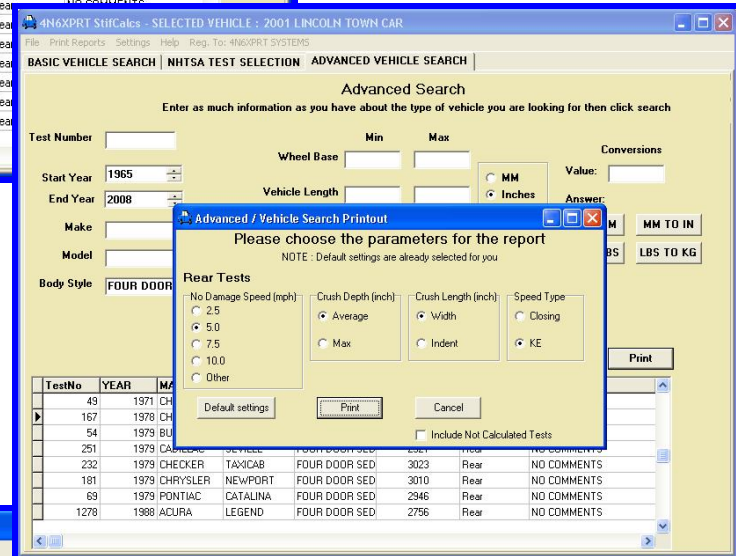 NO COMMENTS
4N6XPRT StifCalcs - SELECTED VEHICLE : 2001 LINCOLN TOWN CAR
File Print Reports Settings Help Reg. To: 4N6XPRT SYSTEMS
BASIC VEHICLE SEARCH NHTSA TEST SELECTION ADVANCED VEHICLE SEARCH
Advanced Search
Enter as much information as you have about the type of vehicle you are looking for then click search
Test Number
Min Max
Wheel Base
Conversions
Start Year 1965
MM
Value:
End Year 2008
Vehicle Length
Inches
Answer:
Make
M
MM TO IN
Model
BS
LBS TO KG
Body Style FOUR DOOR
Print
Advanced / Vehicle Search Printout
Please choose the parameters for the report
NOTE : Default settings are already selected for you
Rear Tests
No Damage Speed (mph) Crush Depth (inch) Crush Length (inch) Speed Type
2.5
Average Width Closing
5.0
7.5
Max Indent KE
10.0
Other
Default settings Print Cancel
Include Not Calculated Tests
TestNo YEAR MA
49 1971 CH
167 1978 CH
54 1979 BU
251 1979 CADILLAC SEVILLE FOUR DOOR SED Rear NO COMMENTS
232 1979 CHECKER TAXICAB FOUR DOOR SED 3023 Rear NO COMMENTS
181 1979 CHRYSLER NEWPORT FOUR DOOR SED 3010 Rear NO COMMENTS
69 1979 PONTIAC CATALINA FOUR DOOR SED 2946 Rear NO COMMENTS
1278 1988 ACURA LEGEND FOUR DOOR SED 2756 Rear NO COMMENTS